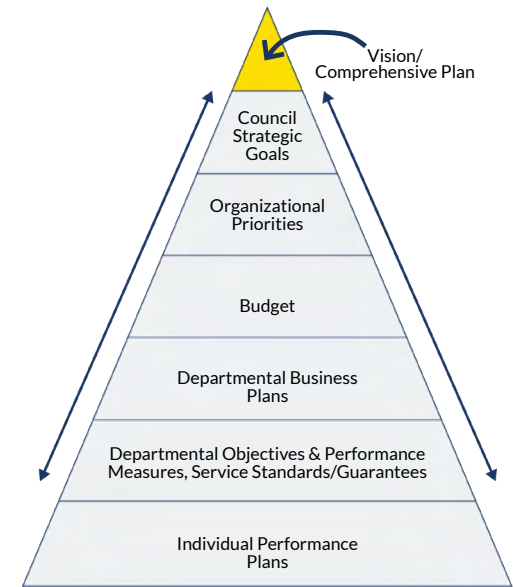 Vision/
Comprehensive Plan
Council
Strategic
Goals
Organizational
Priorities
Budget
Departmental Business
Plans
Departmental Objectives & Performance
Measures, Service Standards/Guarantees
Individual Performance
Plans